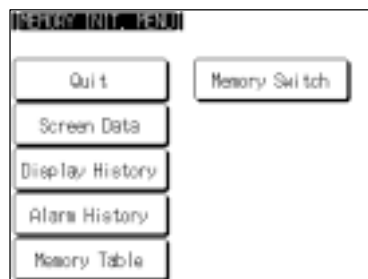 [MEMORY INIT. MENU]
Quit
Memory Switch
Screen Data
Display History
Alarm History
Memory Table